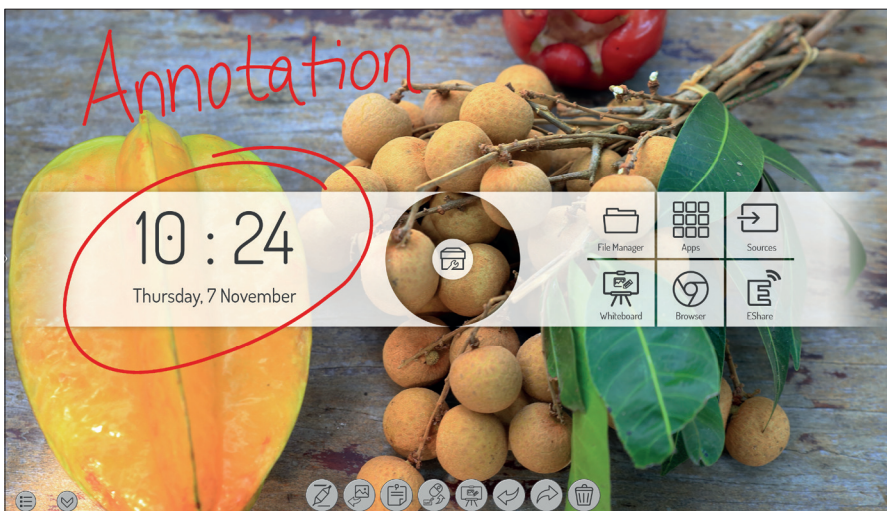 Annotation
10 : 24
Thursday, 7 November
File Manager
Apps
Sources
Whiteboard
Browser
EShare